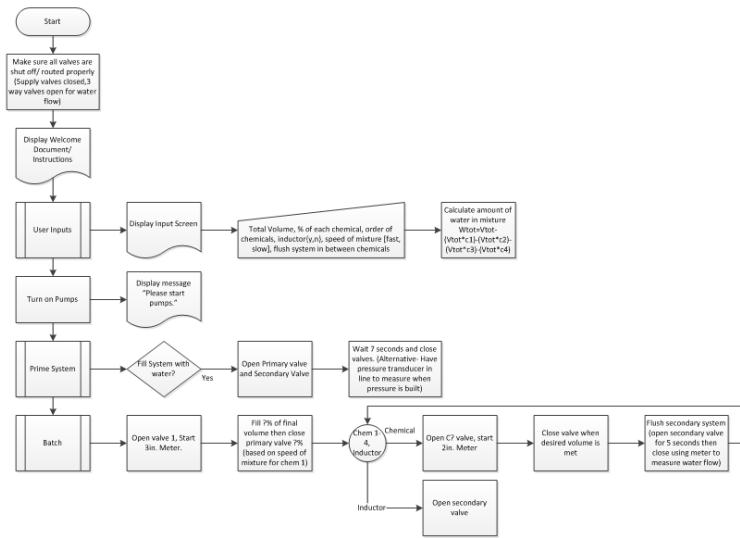 Start
Make sure all valves are
shut off/ routed properly
(Supply valves closed,3
way valves open for water
flow)
Display Welcome
Document/
Instructions
User Inputs
Display Input Screen
Total Volume, % of each chemical, order of
chemicals, inductor(y,n), speed of mixture [fast,
slow], flush system in between chemicals
Calculate amount of
water in mixture
Wtot=Vtot-
(Vtot*c1)-(Vtot*c2)-
(Vtot*c3)-(Vtot*c4)
Turn on Pumps
Display message
“Please start
pumps.”
Prime System
Fill System with
water?
Yes
Open Primary valve
and Secondary Valve
Wait 7 seconds and close
valves. (Alternative- Have
pressure transducer in
line to measure when
pressure is built)
Batch
Open valve 1, Start
3in. Meter.
Fill ?% of final
volume then close
primary valve ?%
(based on speed of
mixture for chem 1)
Chem 1-
4,
Inductor
Chemical
Open C? valve, start
2in. Meter
Close valve when
desired volume is
met
Flush secondary system
(open secondary valve
for 5 seconds then
close using meter to
measure water flow)
Inductor
Open secondary
valve